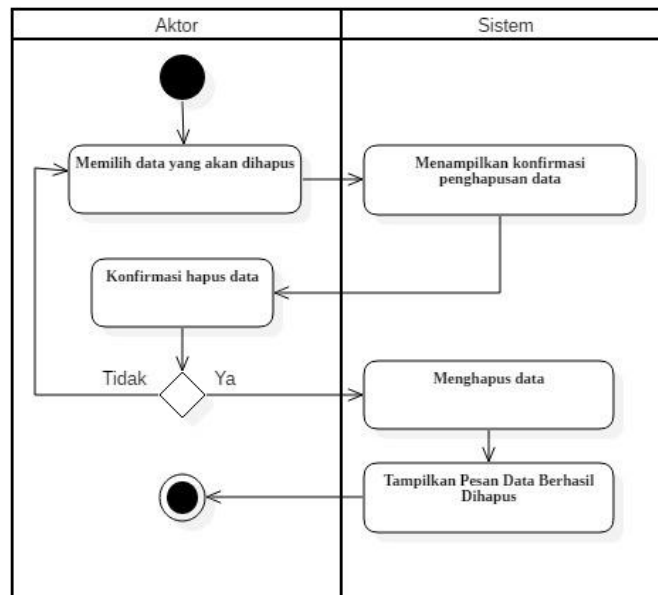 Aktor
Sistem
Memilih data yang akan dihapus
Menampilkan konfirmasi
penghapusan data
Konfirmasi hapus data
Tidak
Ya
Menghapus data
Tampilkan Pesan Data Berhasil
Dihapus